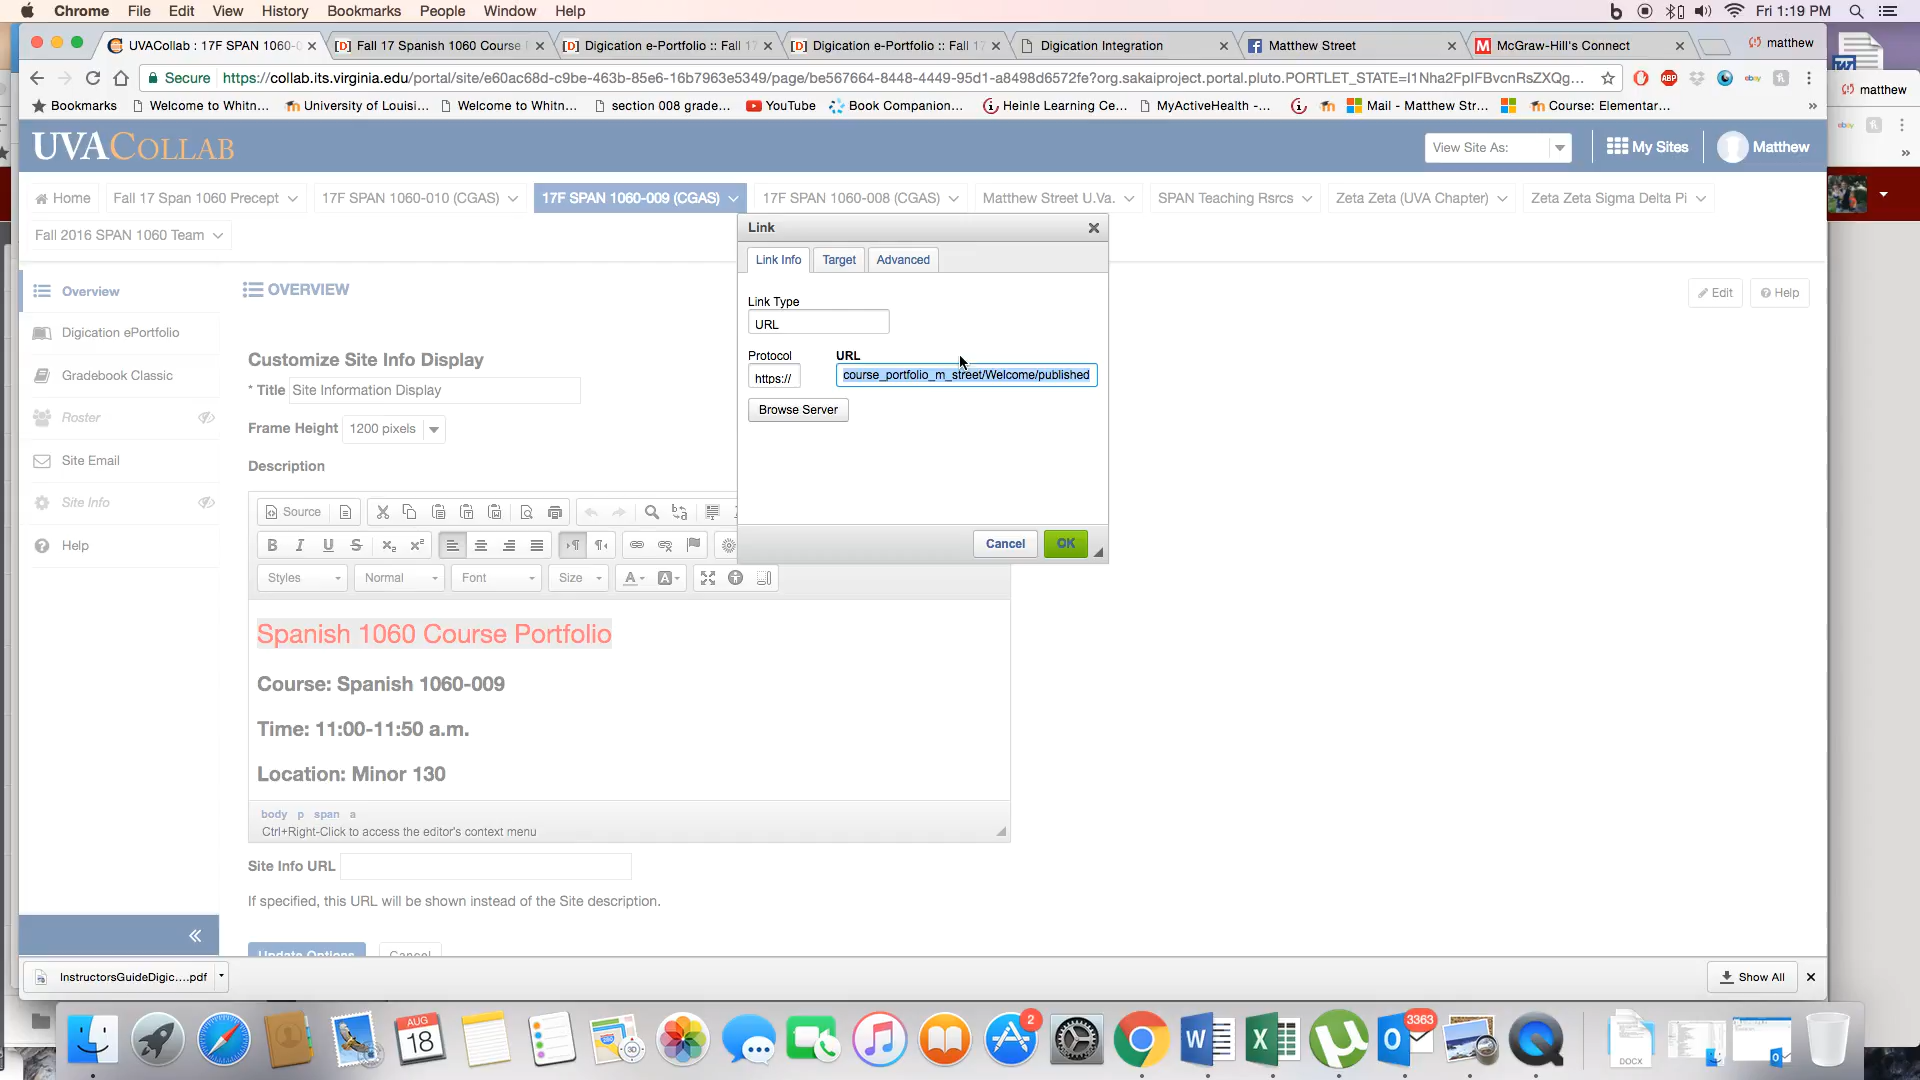 Chrome File Edit View History Bookmarks People Window Help
Fri 1:19 PM
UVACollab : 17F SPAN 1060-0
Fall 17 Spanish 1060 Course
Digication e-Portfolio :: Fall 17
Digication e-Portfolio :: Fall 17
Digication Integration
Matthew Street
McGraw-Hill's Connect
matthew
Secure https://collab.its.virginia.edu/portal/site/e60ac68d-c9be-463b-85e6-16b7963e5349/page/be567664-8448-4449-95d1-a8498d6572fe?org.sakaiproject.portal.pluto.PORTLET_STATE=I1Nha2FpIFBvcnRsZXQg...
matthew
Bookmarks Welcome to Whitn... University of Louisi... Welcome to Whitn... section 008 grade... YouTube Book Companion... Heinle Learning Ce... MyActiveHealth -... Mail - Matthew Str... Course: Elementar...
UVACOLLAB
View Site As:
My Sites
Matthew
Home
Fall 17 Span 1060 Precept
17F SPAN 1060-010 (CGAS)
17F SPAN 1060-009 (CGAS)
17F SPAN 1060-008 (CGAS)
Matthew Street U.Va.
SPAN Teaching Rsrcs
Zeta Zeta (UVA Chapter)
Zeta Zeta Sigma Delta Pi
Fall 2016 SPAN 1060 Team
Overview
Digication ePortfolio
Gradebook Classic
Roster
Site Email
Site Info
Help
OVERVIEW
Edit
Help
Customize Site Info Display
* Title Site Information Display
Frame Height 1200 pixels
Description
Source
Styles Normal Font Size
Spanish 1060 Course Portfolio
Course: Spanish 1060-009
Time: 11:00-11:50 a.m.
Location: Minor 130
body p span a
Ctrl+Right-Click to access the editor's context menu
Site Info URL
If specified, this URL will be shown instead of the Site description.
Update Options
Cancel
Link
Link Info Target Advanced
Link Type
URL
Protocol URL
https:// course_portfolio_m_street/Welcome/published
Browse Server
Cancel OK
InstructorsGuideDigic....pdf
Show All
AUG
18
2
3363
DOCX